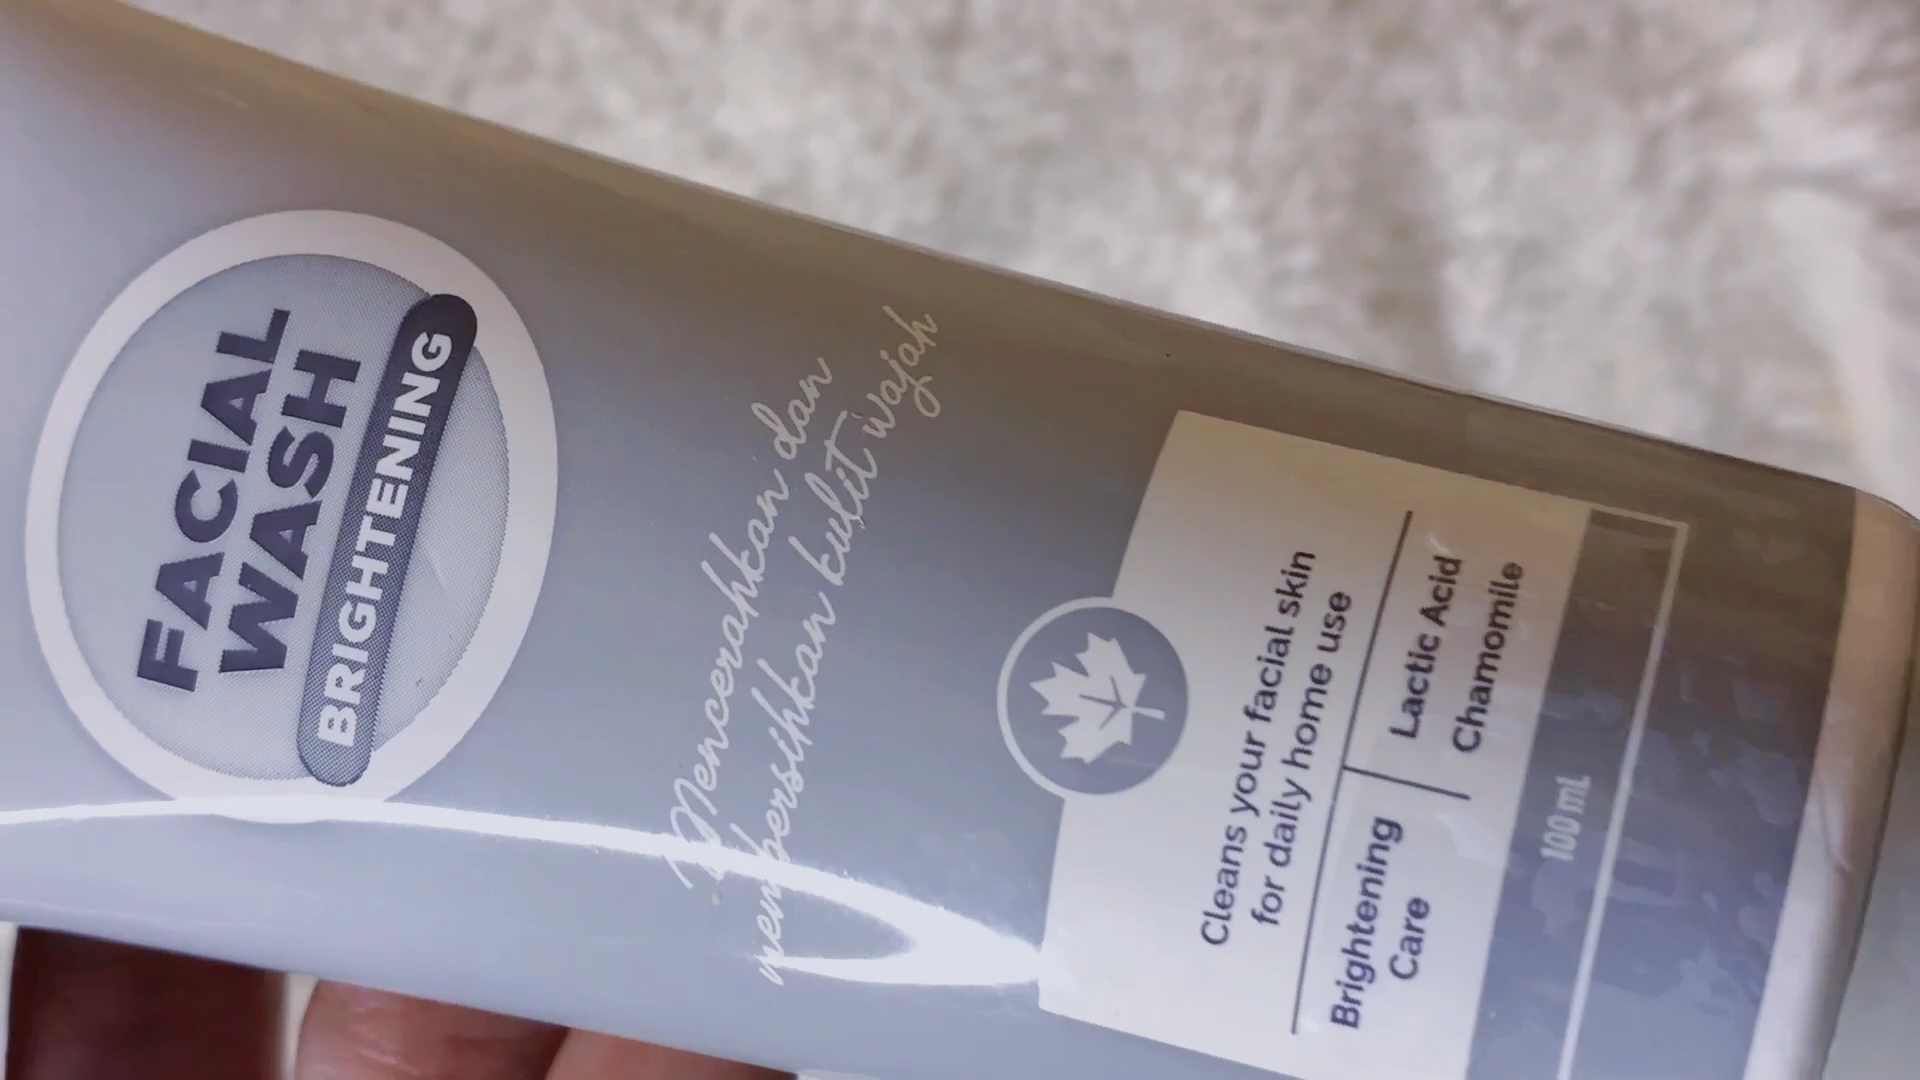 FACIAL
WASH
BRIGHTENING
Mencerahkan dan
membersihkan kulit wajah
Cleans your facial skin
for daily home use
Brightening
Care
Lactic Acid
Chamomile
100 mL